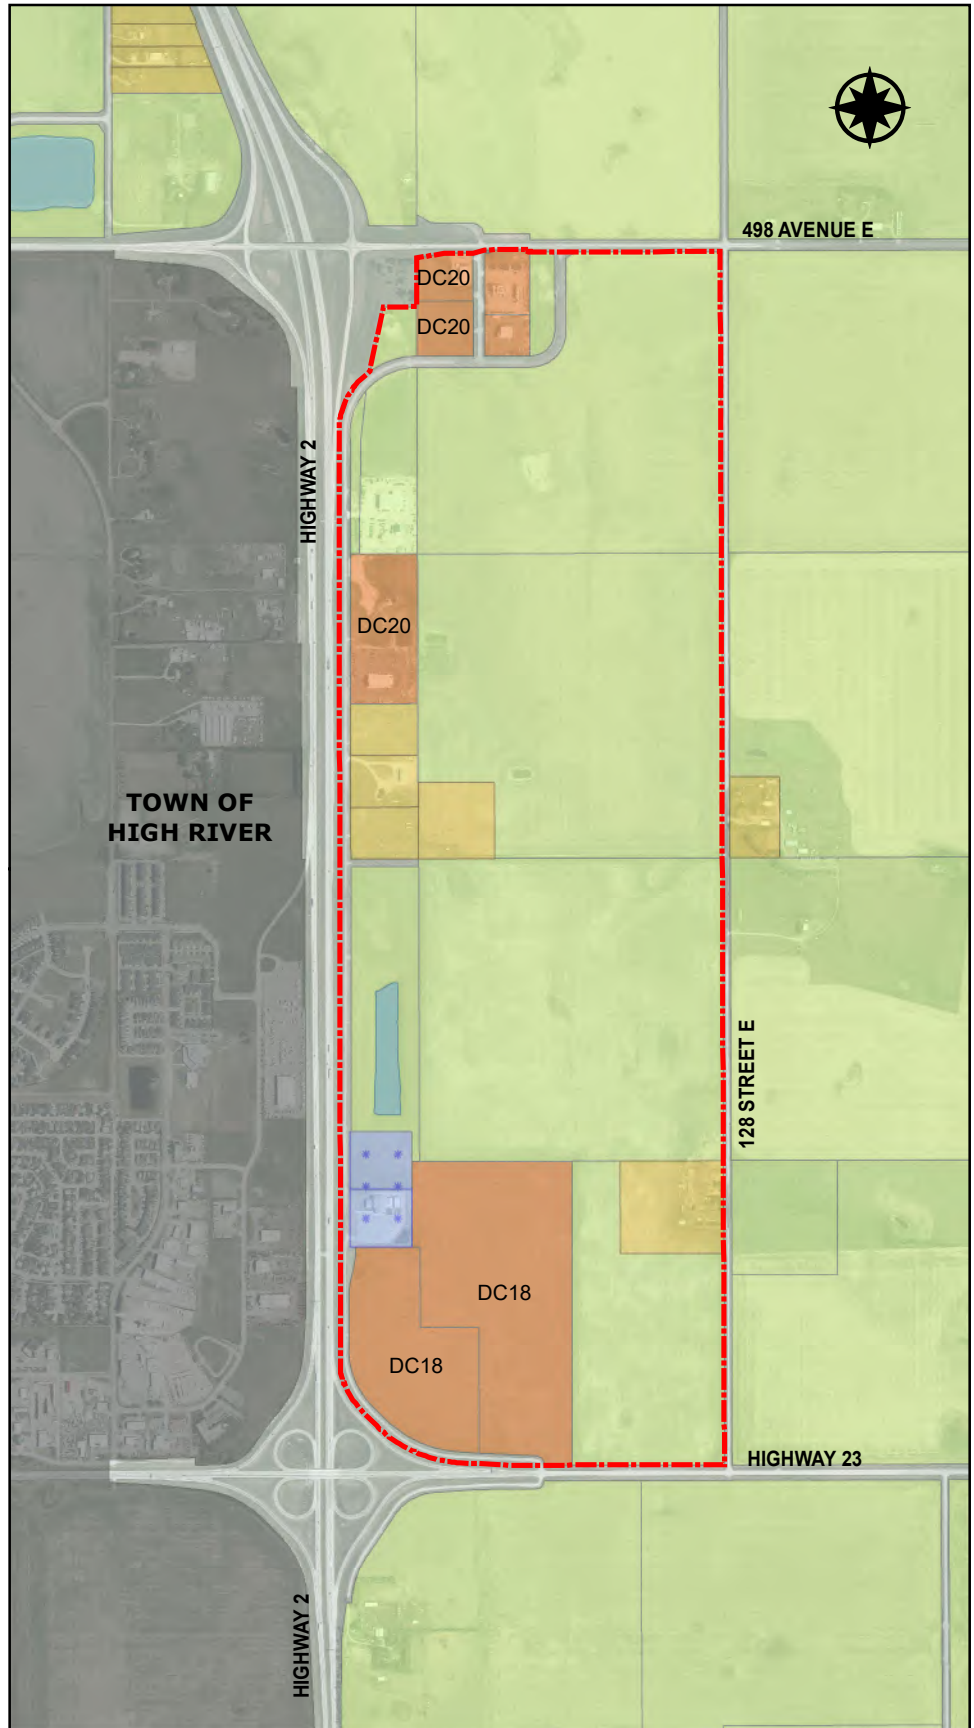 498 AVENUE E
DC20
DC20
HIGHWAY 2
DC20
TOWN OF
HIGH RIVER
128 STREET E
DC18
DC18
HIGHWAY 23
HIGHWAY 2